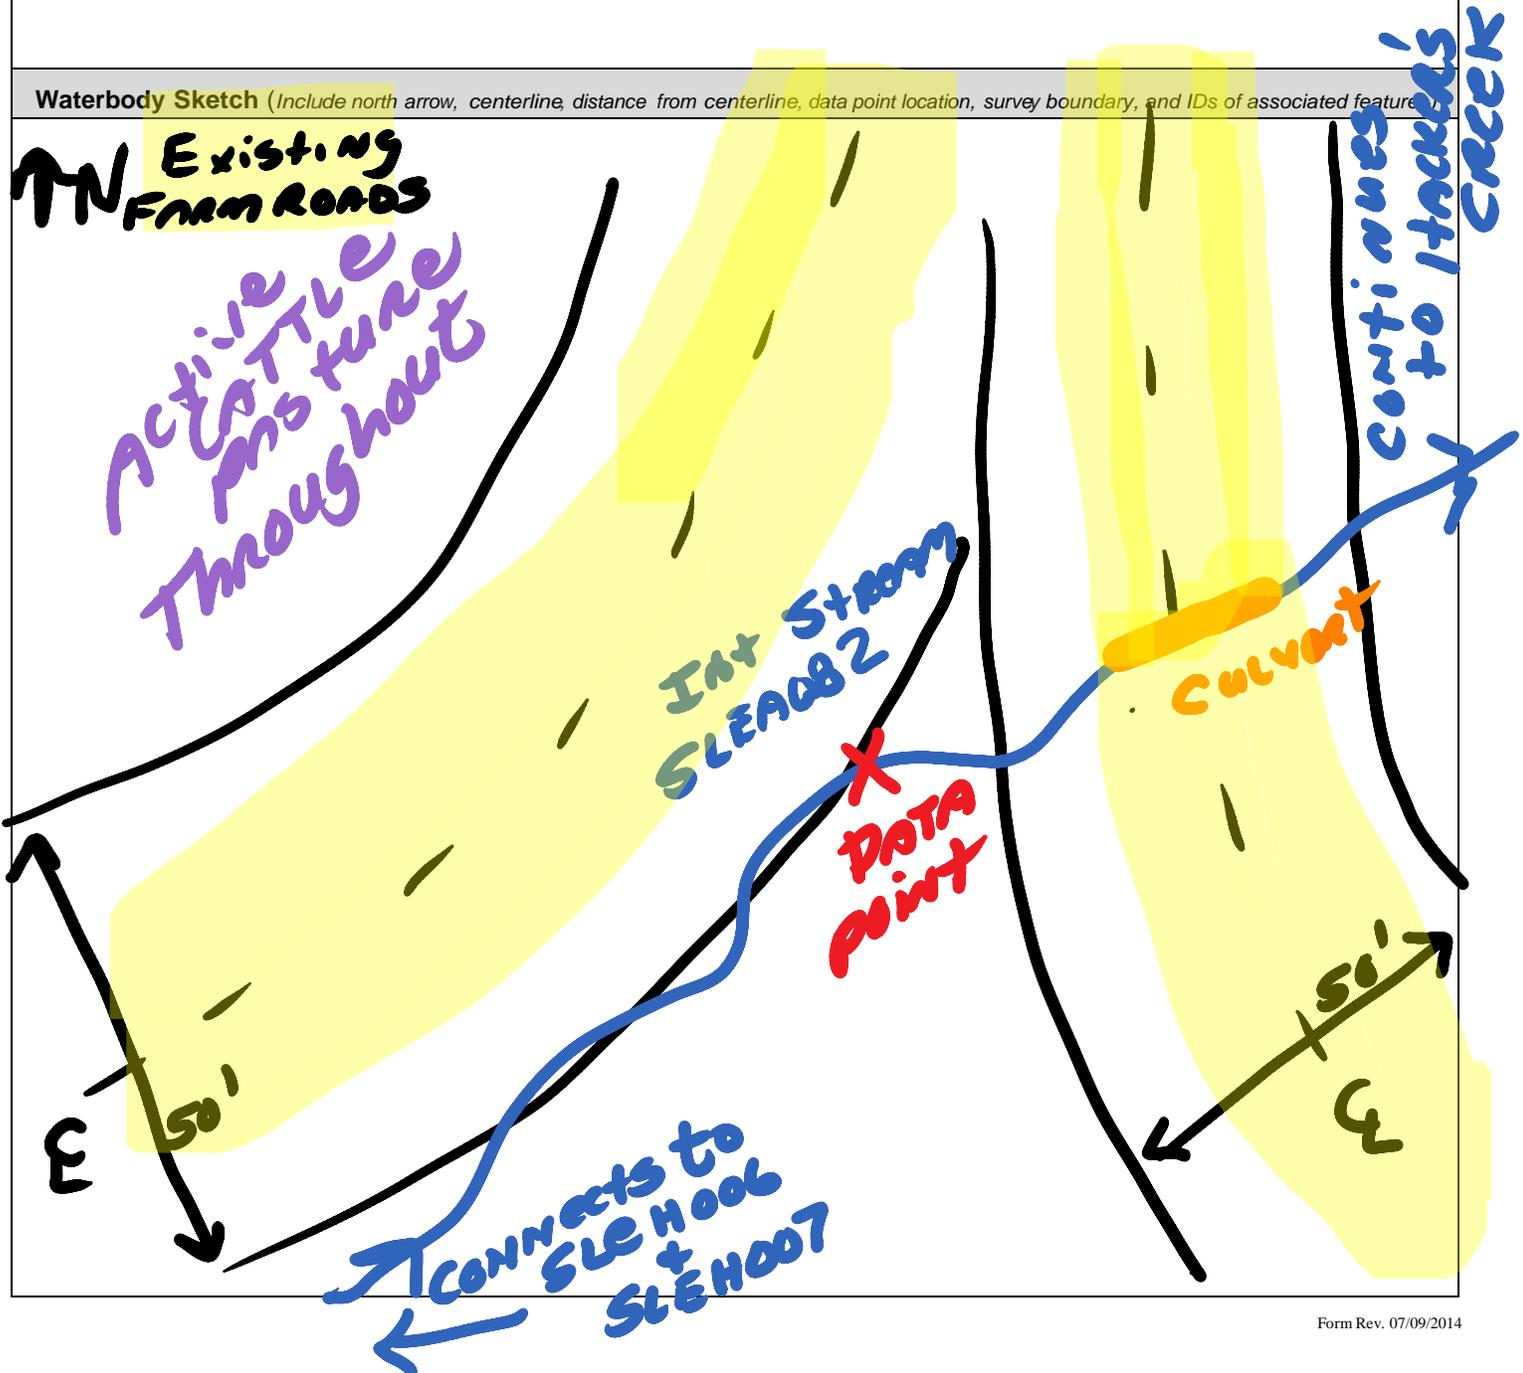 Waterbody Sketch (Include north arrow, centerline, distance from centerline, data point location, survey boundary, and IDs of associated features)
N
Existing
FARM ROADS
Active
CATTLE
pasture
Throughout
CONTINUES
to Hackers'
CREEK
Int Stream
SLEA082
Culvert
DATA
Point
50'
CL
50'
Connects to
SLEH006
+
SLEH007
Form Rev. 07/09/2014